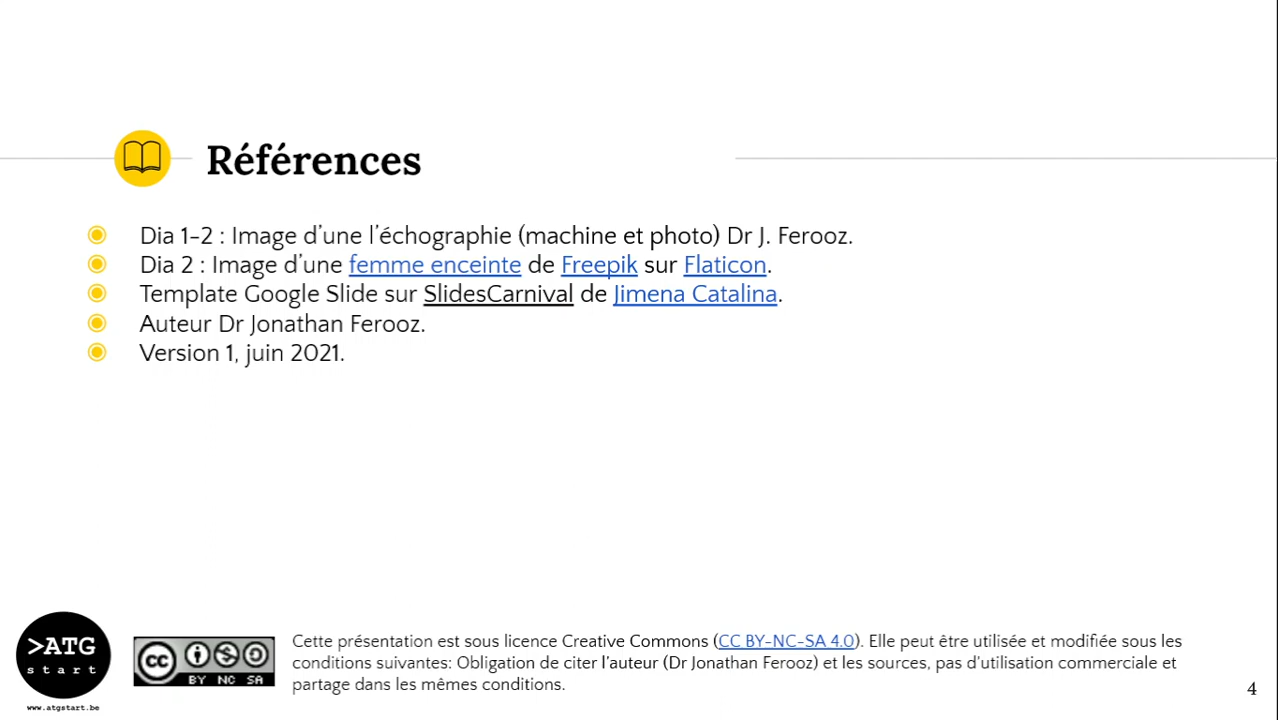 Références
Dia 1-2 : Image d’une l’échographie (machine et photo) Dr J. Ferooz.
Dia 2 : Image d’une femme enceinte de Freepik sur Flaticon.
Template Google Slide sur SlidesCarnival de Jimena Catalina.
Auteur Dr Jonathan Ferooz.
Version 1, juin 2021.
>ATG
start
www.atgstart.be
cc
BY NC SA
Cette présentation est sous licence Creative Commons (CC BY-NC-SA 4.0). Elle peut être utilisée et modifiée sous les
conditions suivantes: Obligation de citer l’auteur (Dr Jonathan Ferooz) et les sources, pas d’utilisation commerciale et
partage dans les mêmes conditions.
4